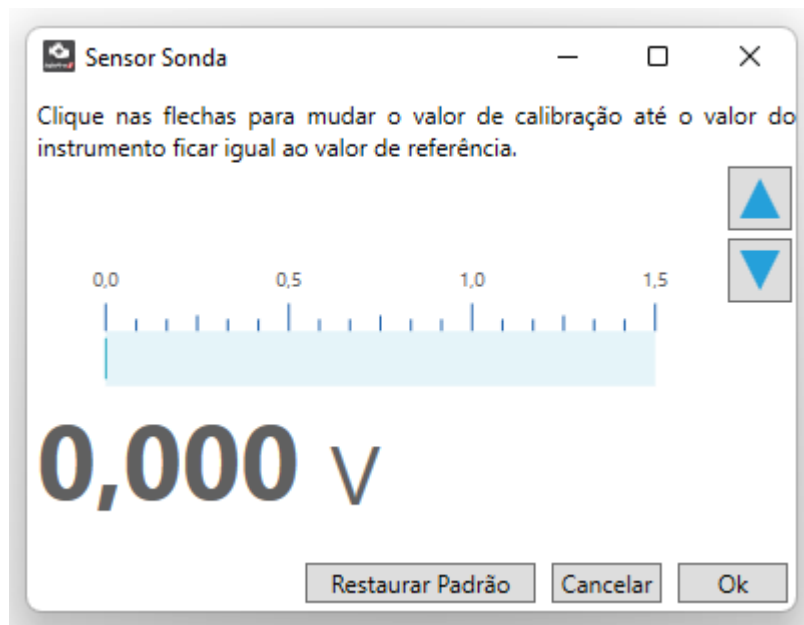 Sensor Sonda
Clique nas flechas para mudar o valor de calibração até o valor do
instrumento ficar igual ao valor de referência.
0,0 0,5 1,0 1,5
0,000 V
Restaurar Padrão Cancelar Ok